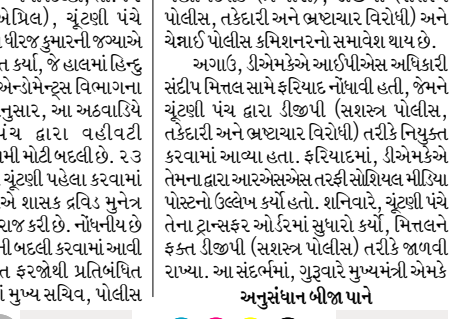 એપ્રિલ), ચૂંટણી પંચે
ધીરજ કુમારની જગ્યાએ
ત કર્યા, જે હાલમાં હિન્દુ
એન્ડોમેન્ટ્સ વિભાગના
નુસાર, આ અઠવાડિયે
પંચ દ્વારા વહીવટી
ામી મોટી બદલી છે. ૨૩
ચૂંટણી પહેલા કરવામાં
એ શાસક દ્રવિડ મુનેત્ર
રાજ કરી છે. નોંધનીય છે
ની બદલી કરવામાં આવી
ત ફરજોથી પ્રતિબંધિત
ાં મુખ્ય સચિવ, પોલીસ
પોલીસ, તકેદારી અને ભ્રષ્ટાચાર વિરોધી) અને
ચેન્નાઈ પોલીસ કમિશનરનો સમાવેશ થાય છે.
અગાઉ, ડીએમકેએ આઈપીએસ અધિકારી
સંદીપ મિત્તલ સામે ફરિયાદ નોંધાવી હતી, જેમને
ચૂંટણી પંચ દ્વારા ડીજીપી (સશસ્ત્ર પોલીસ,
તકેદારી અને ભ્રષ્ટાચાર વિરોધી) તરીકે નિયુક્ત
કરવામાં આવ્યા હતા. ફરિયાદમાં, ડીએમકેએ
તેમના દ્વારા આરએસએસ તરફી સોશિયલ મીડિયા
પોસ્ટનો ઉલ્લેખ કર્યો હતો. શનિવારે, ચૂંટણી પંચે
તેના ટ્રાન્સફર ઓર્ડરમાં સુધારો કર્યો, મિત્તલને
ફક્ત ડીજીપી (સશસ્ત્ર પોલીસ) તરીકે જાળવી
રાખ્યા. આ સંદર્ભમાં, ગુરૂવારે મુખ્યમંત્રી એમકે
અનુસંધાન બીજા પાને